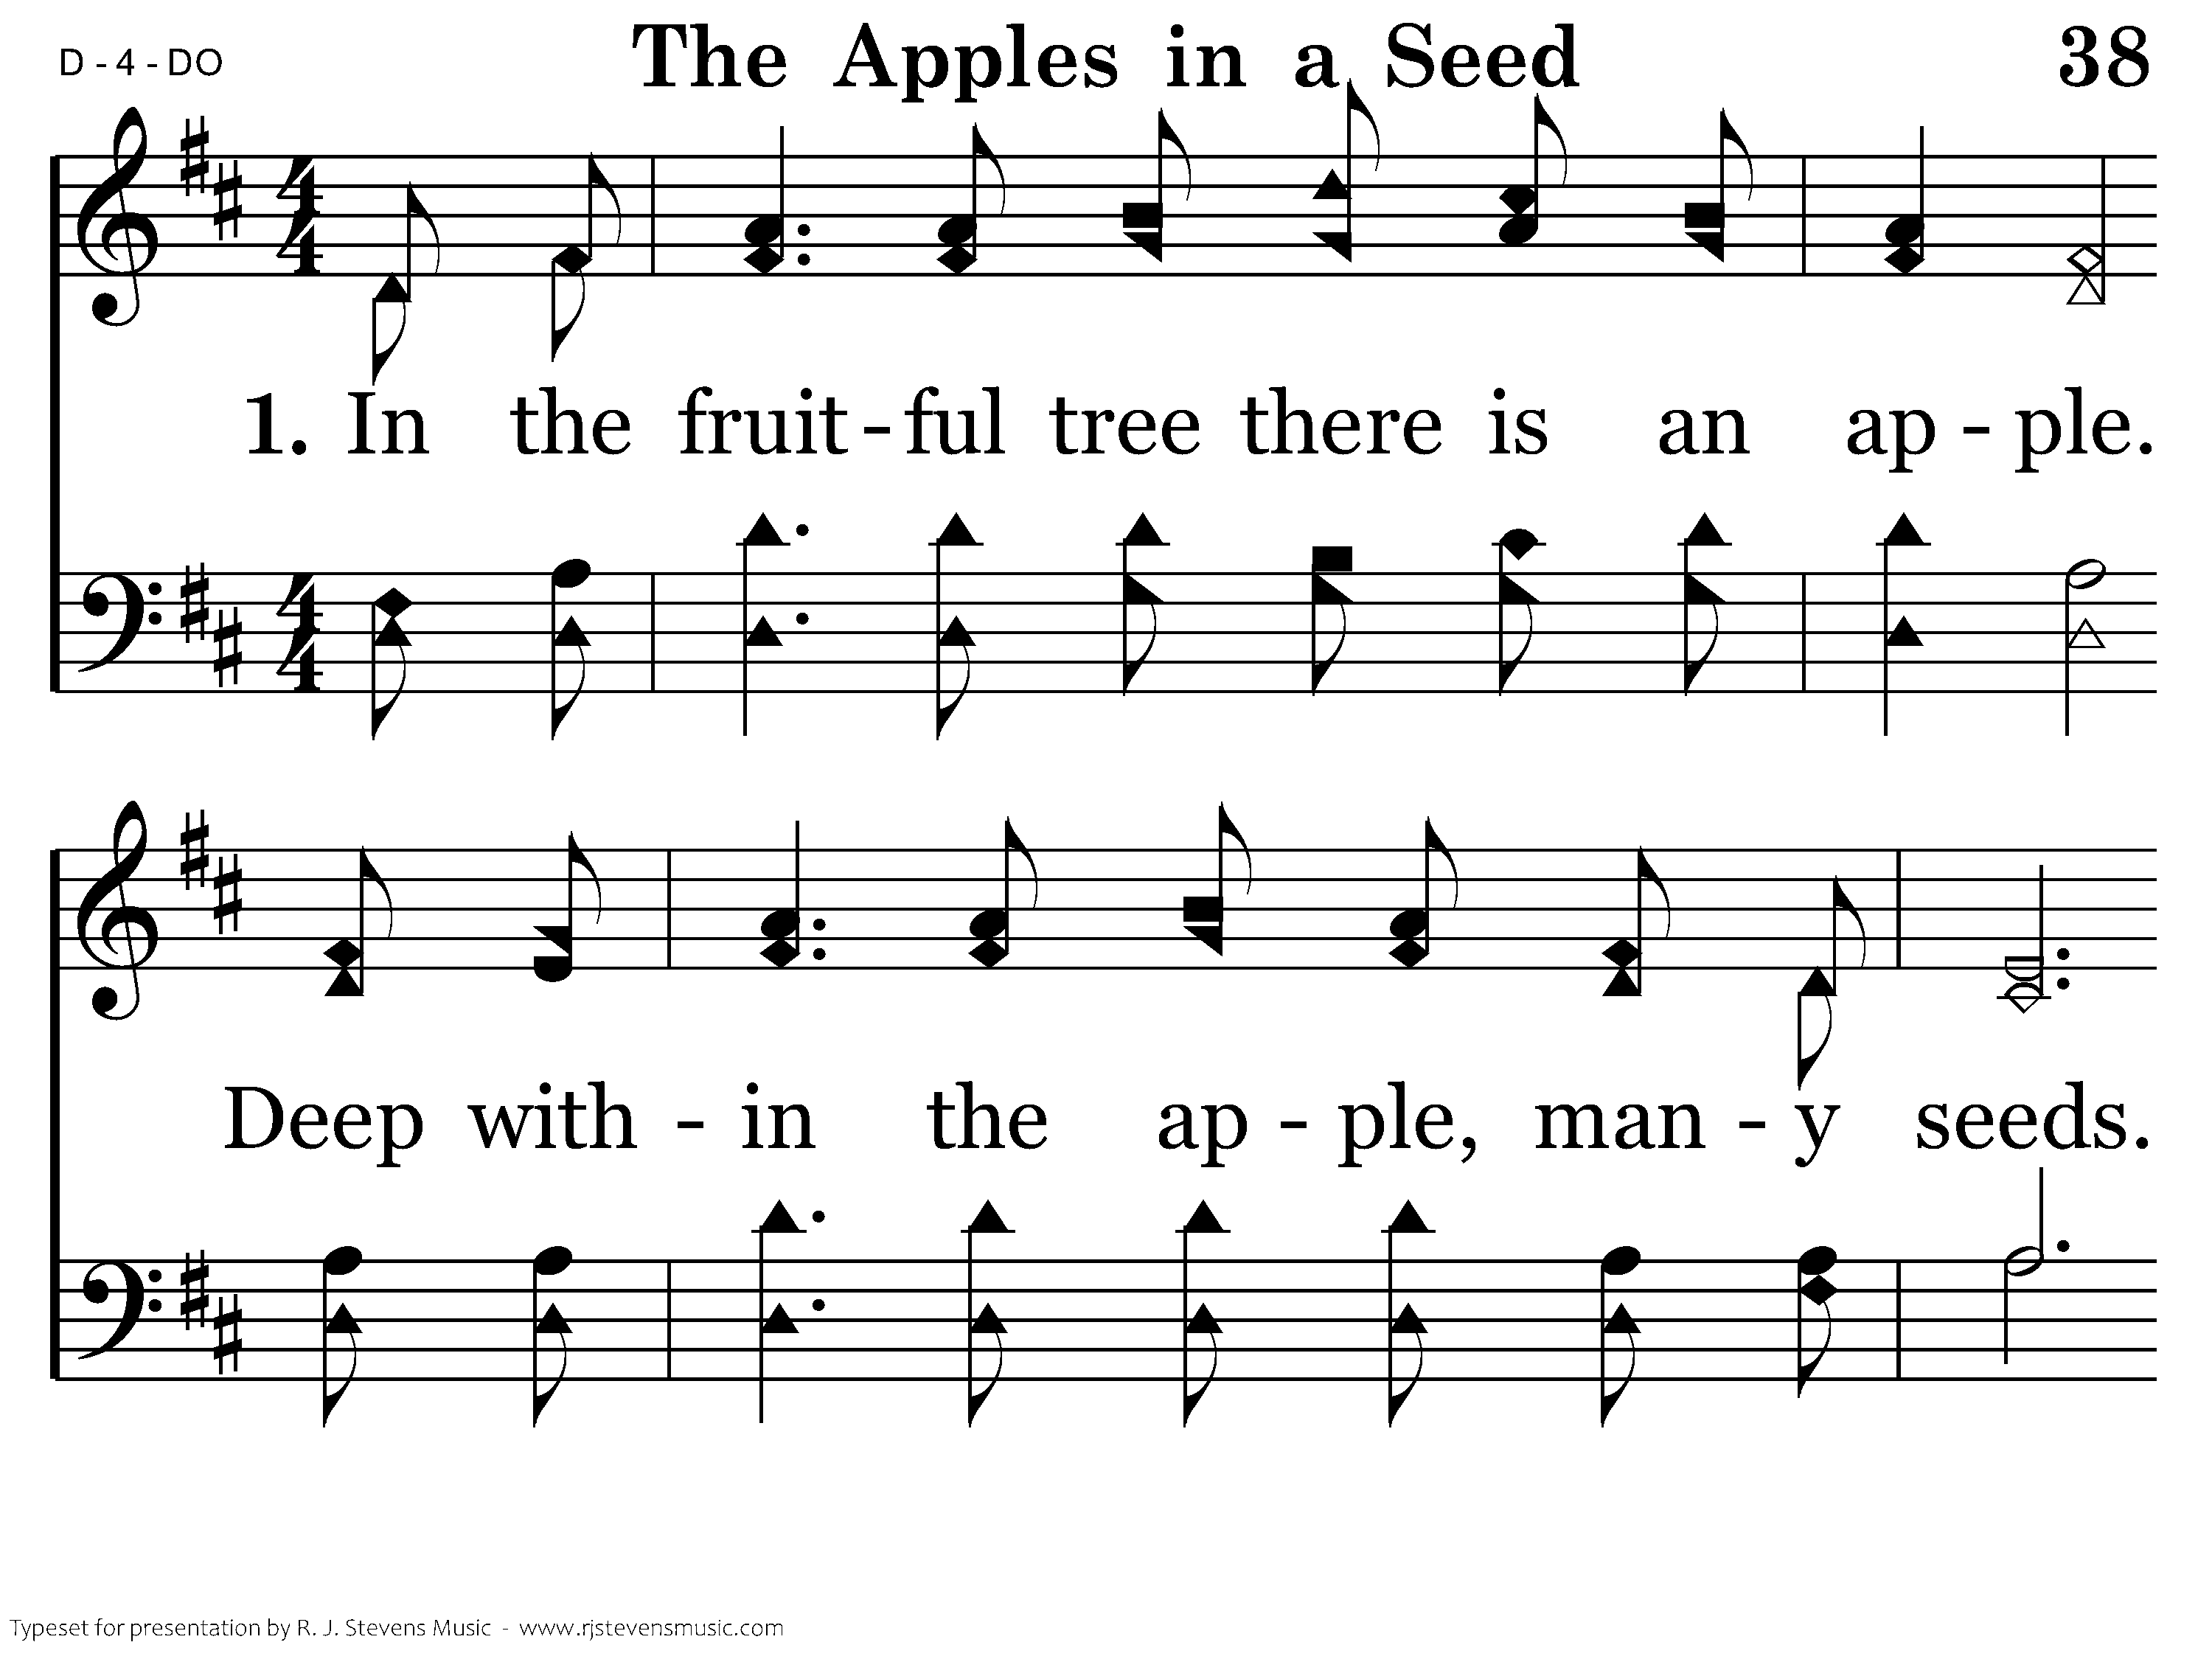 D - 4 - DO The Apples in a Seed 38
1. In the fruit - ful tree there is an ap - ple.
Deep with - in the ap - ple, man - y seeds.
Typeset for presentation by R. J. Stevens Music - www.rjstevensmusic.com